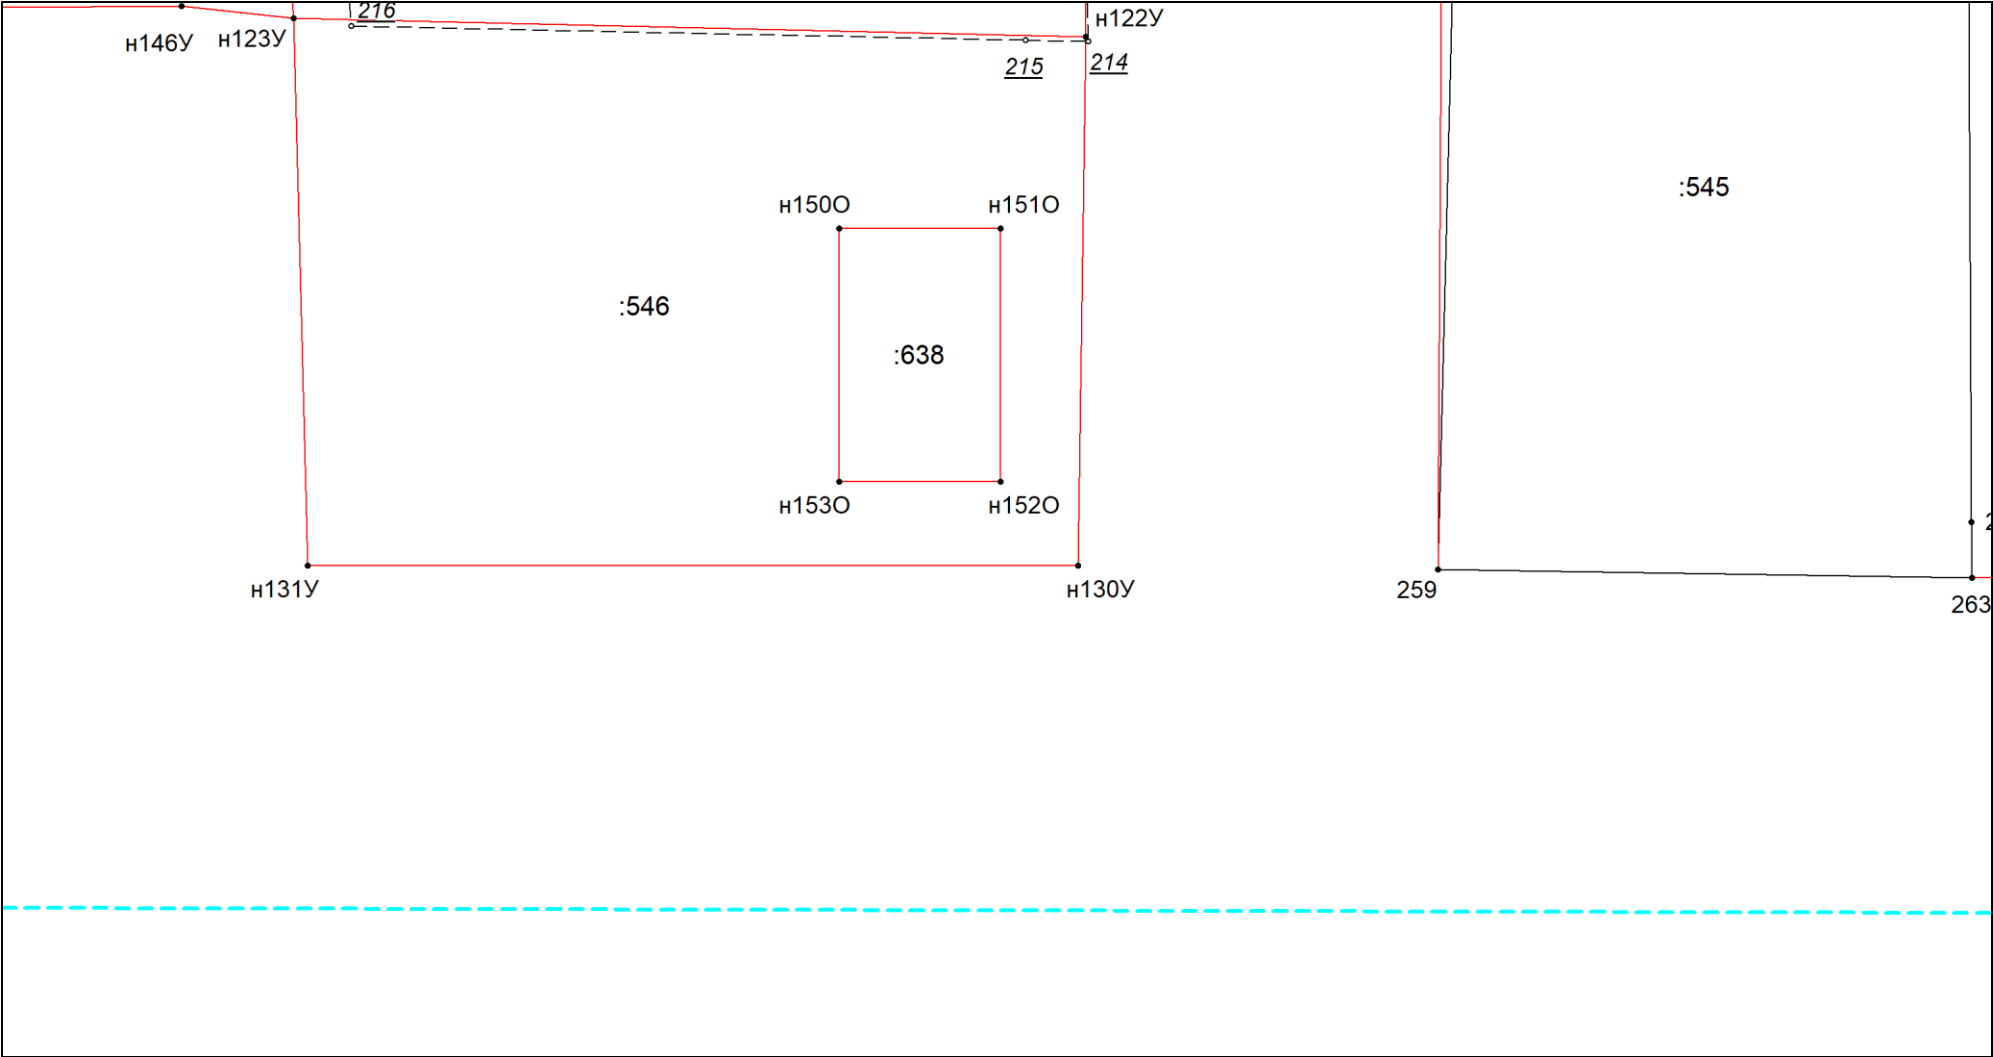 216
н122У
н146У
н123У
215
214
:545
н150О
н151О
:546
:638
н153О
н152О
н131У
н130У
259
263